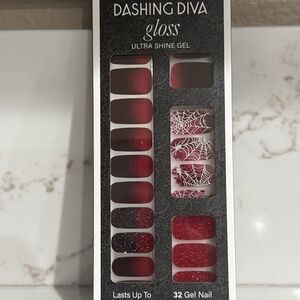 DASHING DIVA
gloss
ULTRA SHINE GEL
Lasts Up To
32 Gel Nail